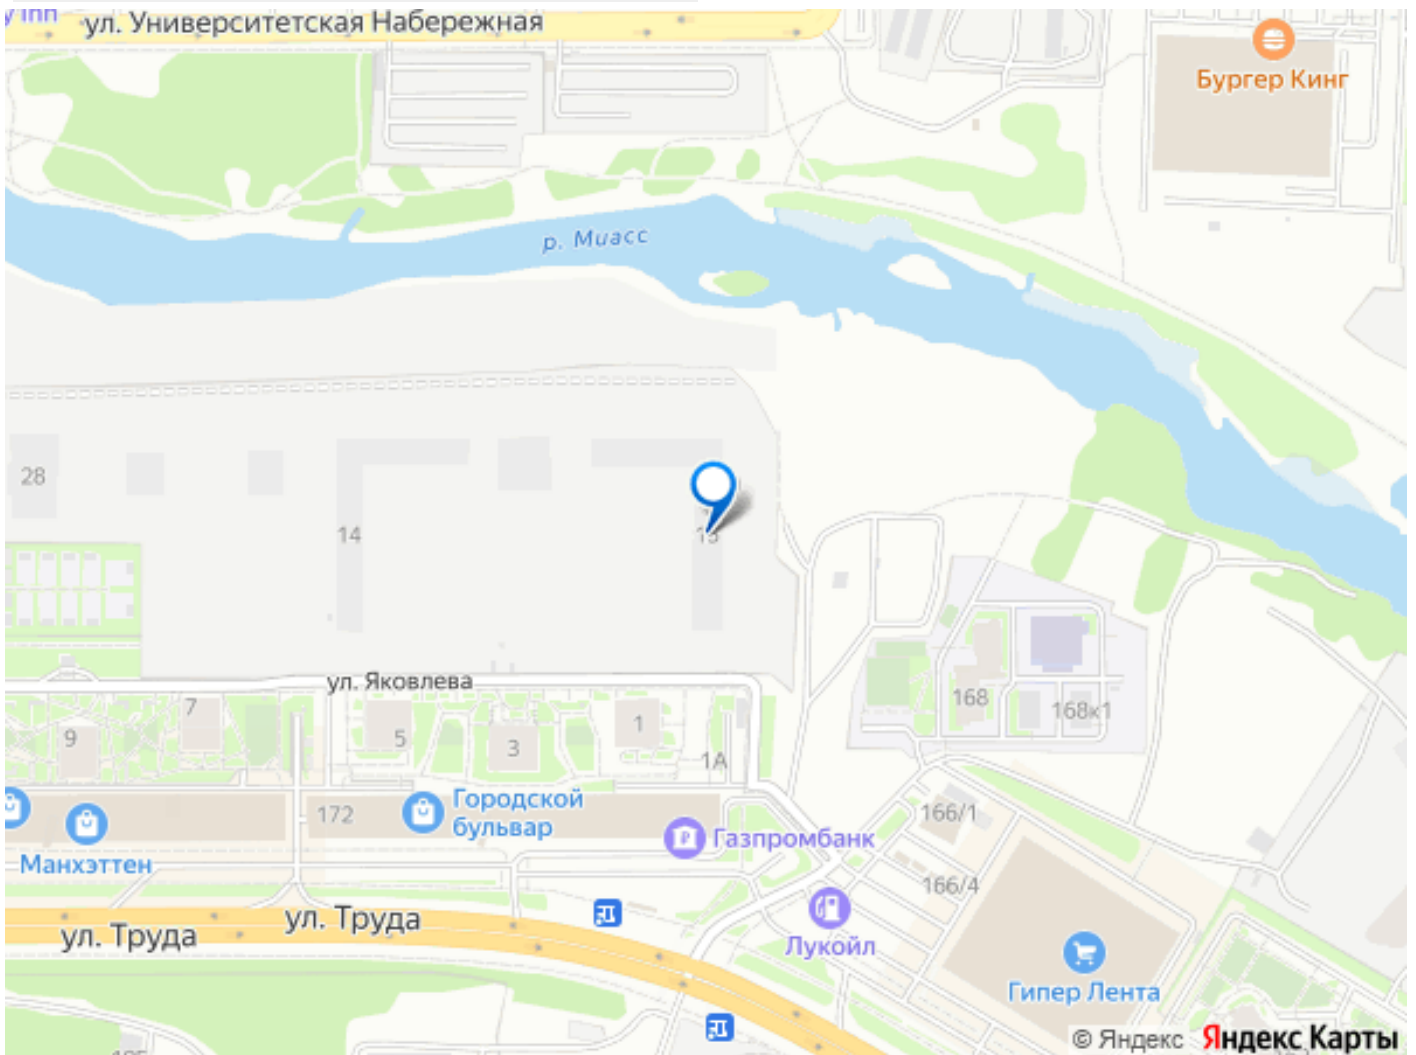 ул. Университетская Набережная
Бургер Кинг
р. Миасс
28
14
ул. Яковлева
7
9
5
3
1
1А
168
168к1
172
Городской
бульвар
Манхэттен
Газпромбанк
166/1
166/4
ул. Труда
ул. Труда
Лукойл
Гипер Лента
© Яндекс Яндекс Карты